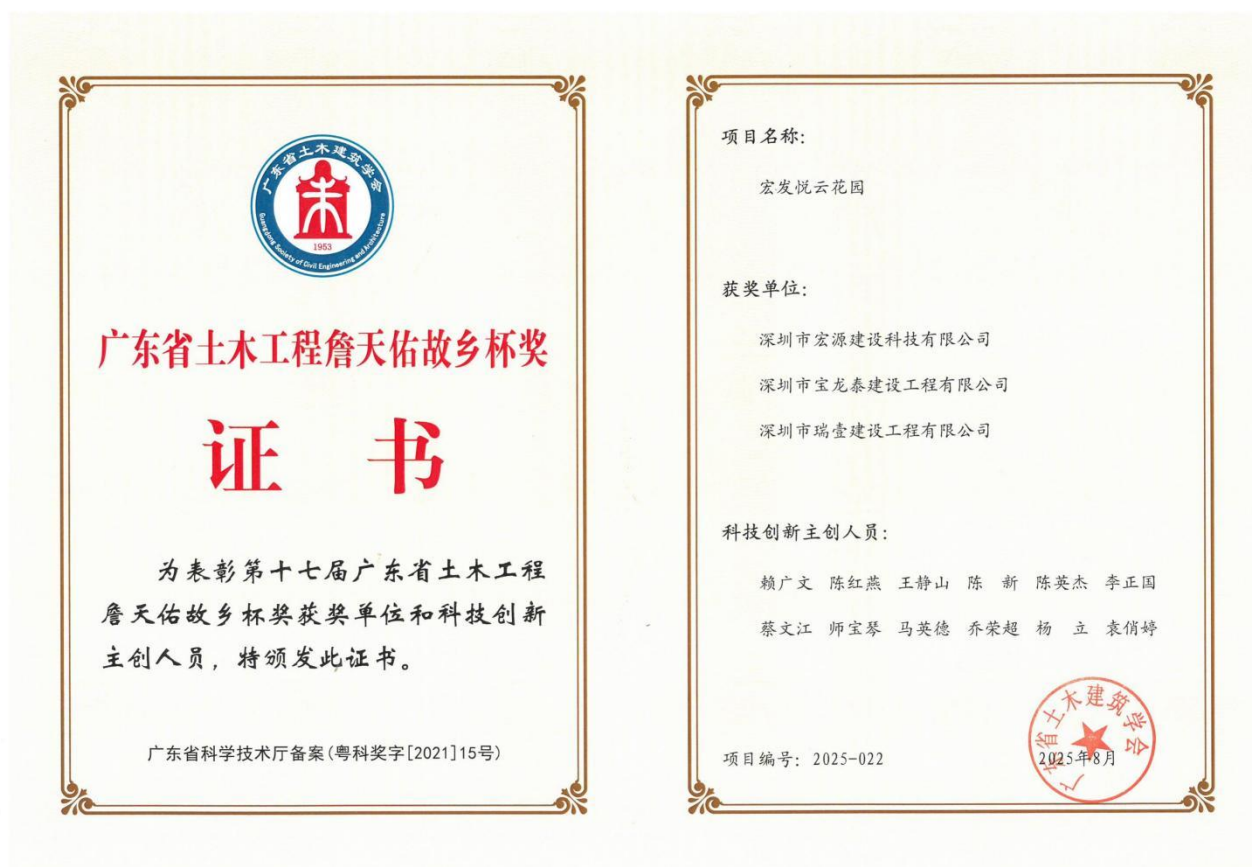 广东省土木建筑学会
1953
Guangdong Society of Civil Engineering and Architecture
广东省土木工程詹天佑故乡杯奖
证 书
为表彰第十七届广东省土木工程
詹天佑故乡杯奖获奖单位和科技创新
主创人员，特颁发此证书。
广东省科学技术厅备案(粤科奖字[2021]15号)
项目名称：
宏发悦云花园
获奖单位：
深圳市宏源建设科技有限公司
深圳市宝龙泰建设工程有限公司
深圳市瑞壹建设工程有限公司
科技创新主创人员：
赖广文 陈红燕 王静山 陈 新 陈英杰 李正国
蔡文江 师宝琴 马英德 乔荣超 杨 立 袁俏婷
项目编号：2025-022
2025年8月
广东省土木建筑学会